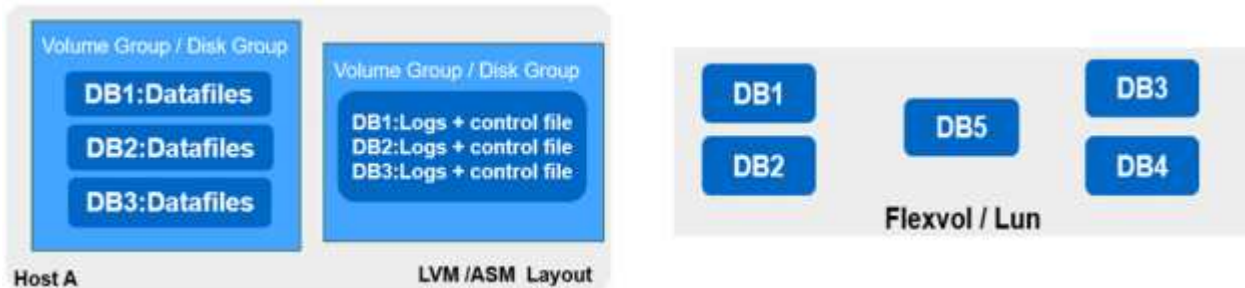 Volume Group / Disk Group
DB1:Datafiles
DB2:Datafiles
DB3:Datafiles
Volume Group / Disk Group
DB1:Logs + control file
DB2:Logs + control file
DB3:Logs + control file
Host A
LVM /ASM Layout
DB1
DB2
DB5
DB3
DB4
Flexvol / Lun